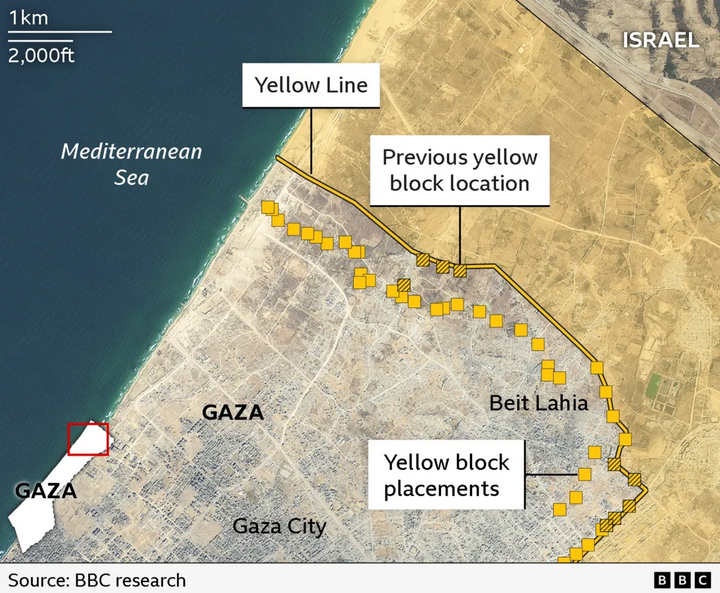 1km
2,000ft
ISRAEL
Yellow Line
Mediterranean
Sea
Previous yellow
block location
GAZA
Beit Lahia
Yellow block
placements
GAZA
Gaza City
Source: BBC research
BBC